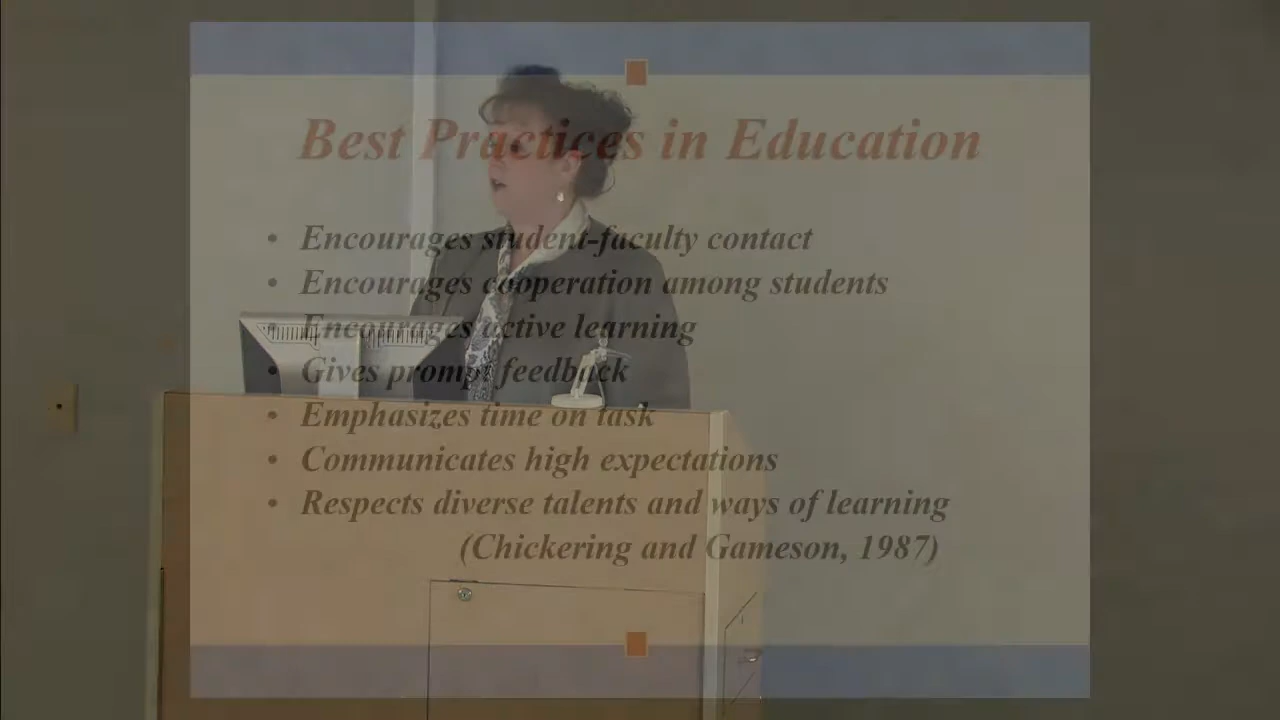 Best Practices in Education
• Encourages student-faculty contact
• Encourages cooperation among students
• Encourages active learning
• Gives prompt feedback
• Emphasizes time on task
• Communicates high expectations
• Respects diverse talents and ways of learning
(Chickering and Gameson, 1987)